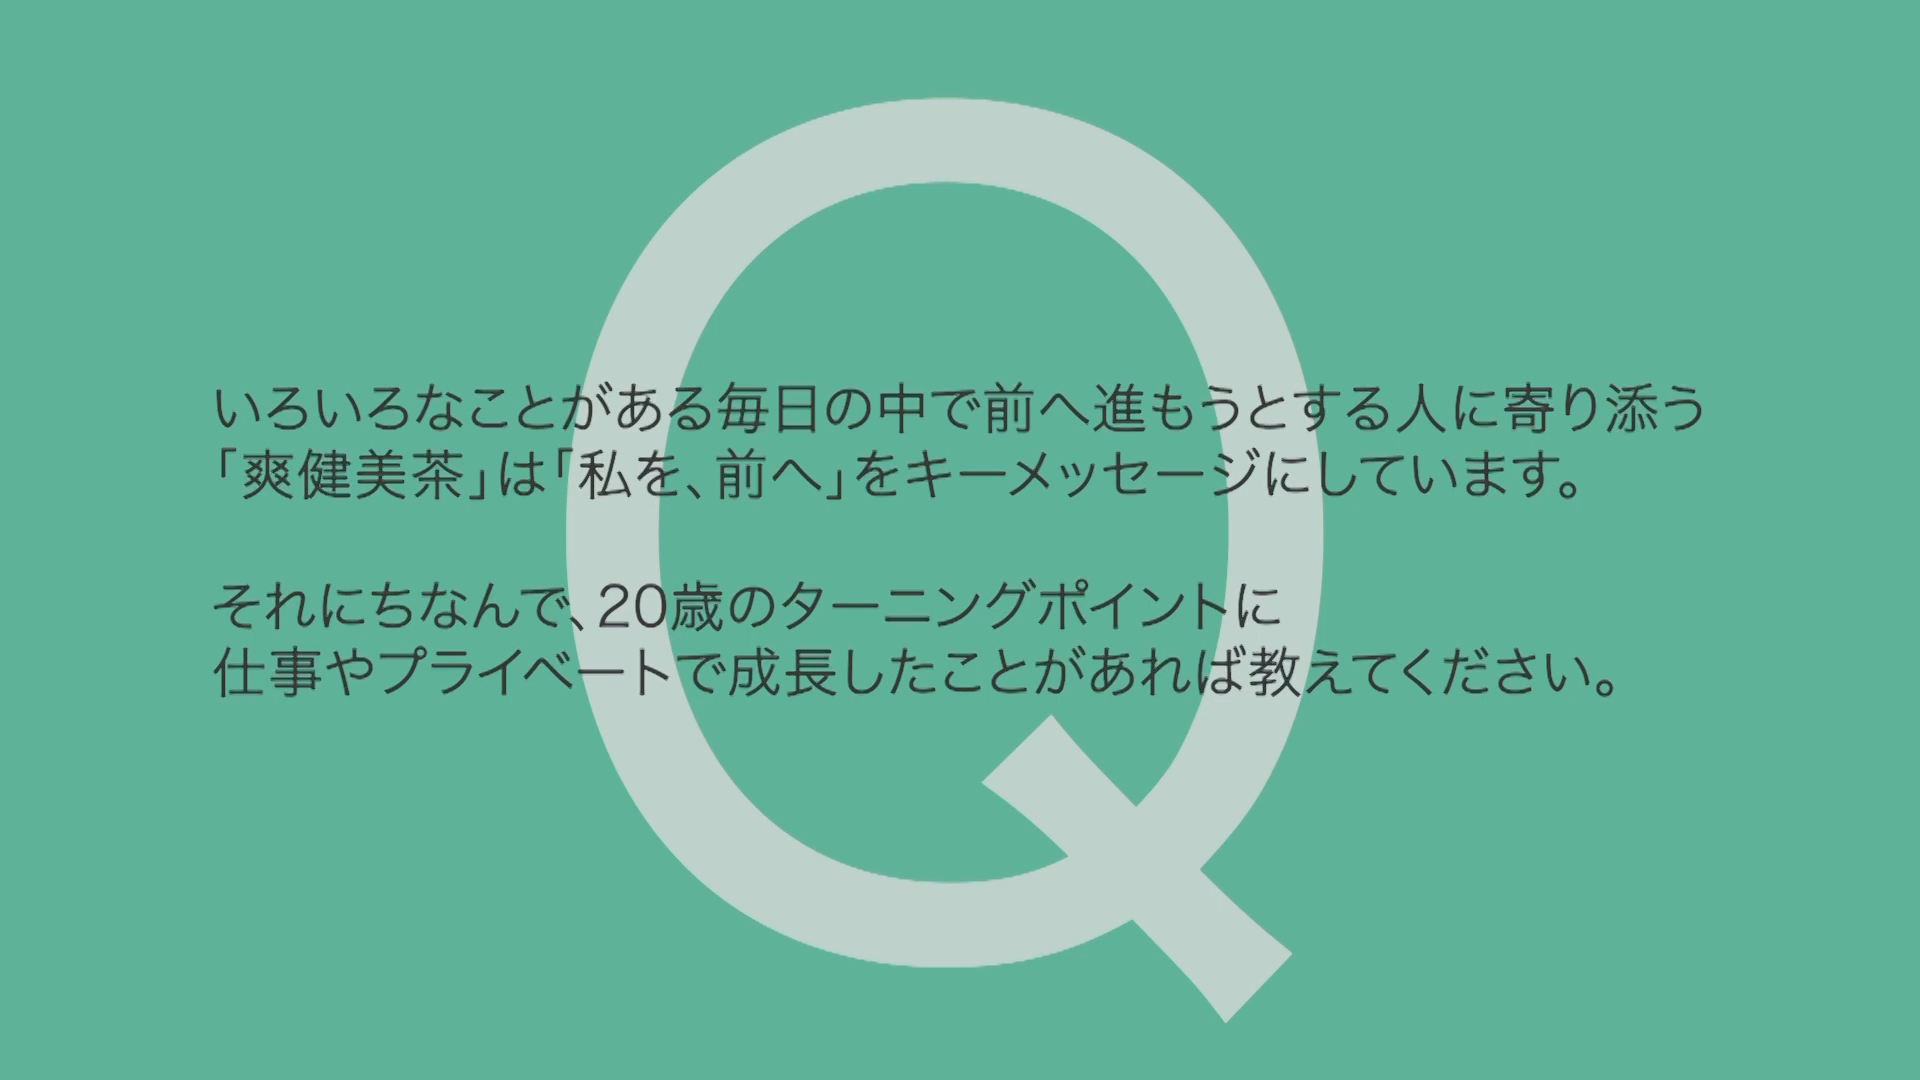 Q
いろいろなことがある毎日の中で前へ進もうとする人に寄り添う
「爽健美茶」は「私を、前へ」をキーメッセージにしています。
それにちなんで、20歳のターニングポイントに
仕事やプライベートで成長したことがあれば教えてください。